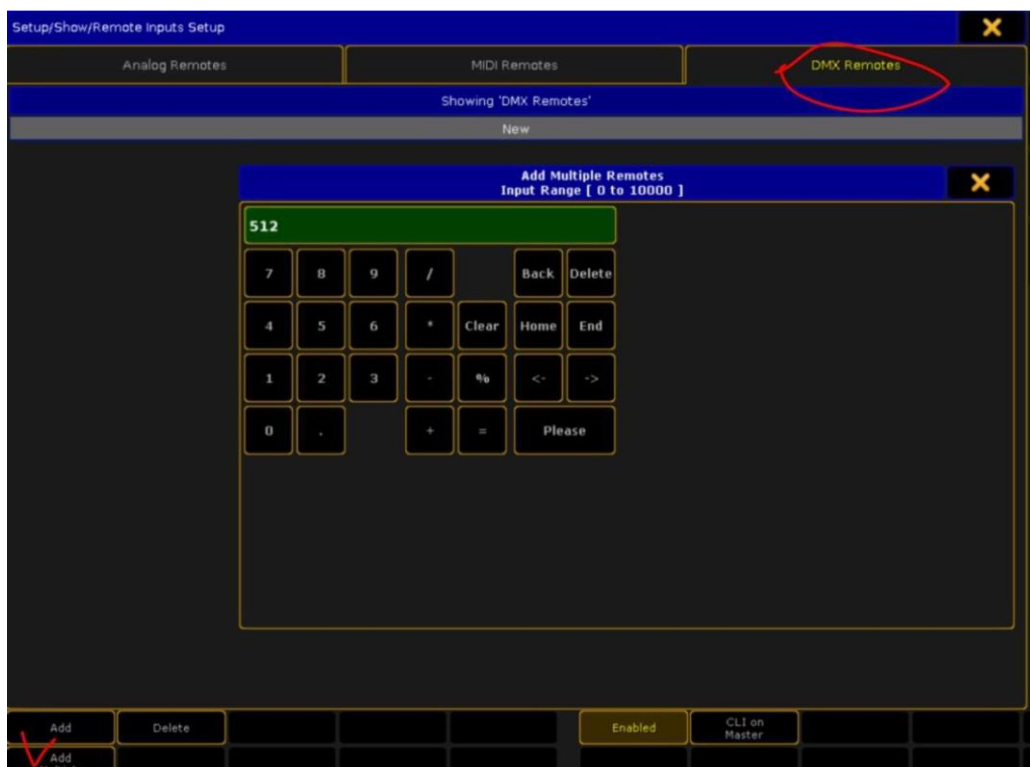 Setup/Show/Remote Inputs Setup
Analog Remotes
MIDI Remotes
DMX Remotes
Showing 'DMX Remotes'
New
Add Multiple Remotes
Input Range [ 0 to 10000 ]
512
7 8 9 / Back Delete
4 5 6 * Clear Home End
1 2 3 - % <- ->
0 . + = Please
Add
Delete
Enabled
CLI on
Master
Add